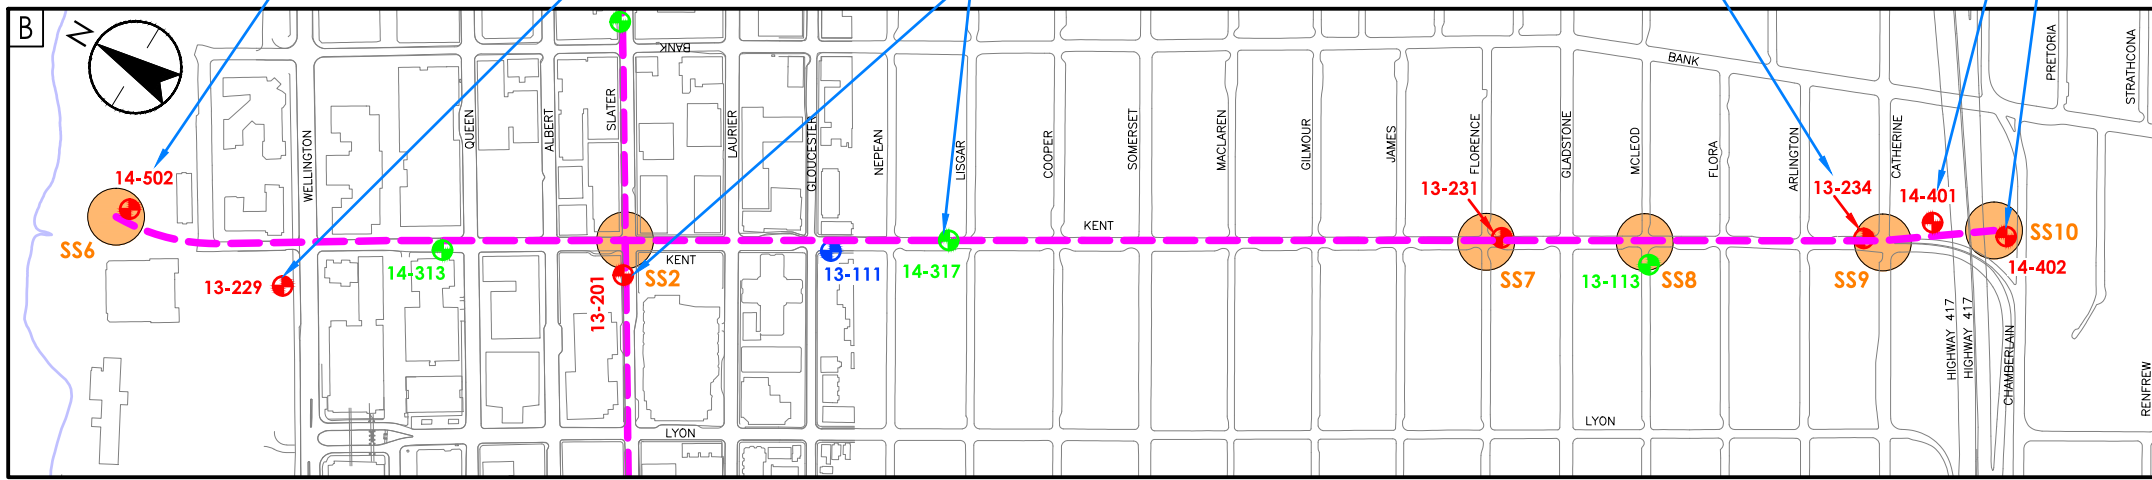 B
N
BANK
BANK
PRETORIA
STRATHCONA
WELLINGTON
QUEEN
ALBERT
SLATER
LAURIER
GLOUCESTER
NEPEAN
LISGAR
COOPER
SOMERSET
MACLAREN
GILMOUR
JAMES
FLORENCE
GLADSTONE
MCLEOD
FLORA
ARLINGTON
CATHERINE
14-502
13-231
13-234
14-401
SS6
KENT
KENT
SS10
14-313
13-229
13-201
SS2
13-111
14-317
SS7
13-113
SS8
SS9
14-402
HIGHWAY 417
HIGHWAY 417
CHAMBERLAIN
RENFREW
LYON
LYON